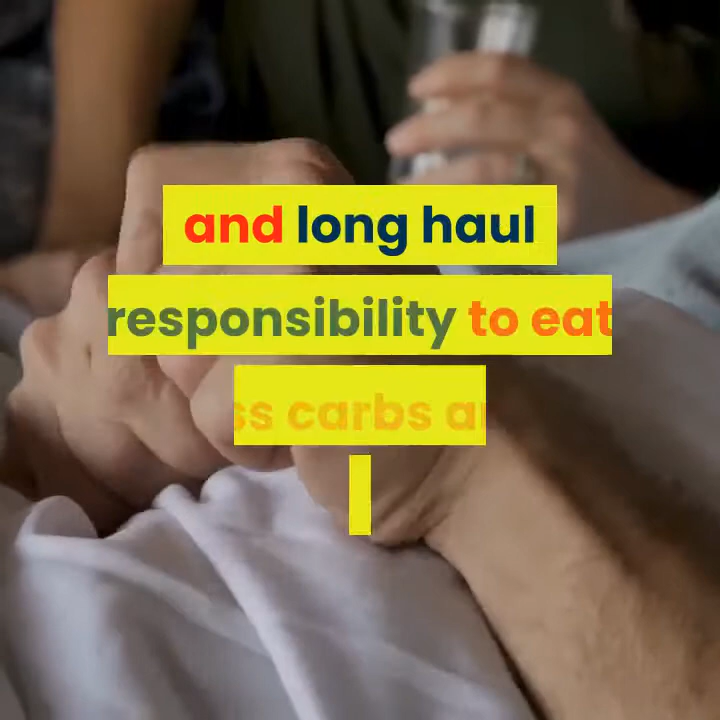 and long haul
responsibility to eat
carbs